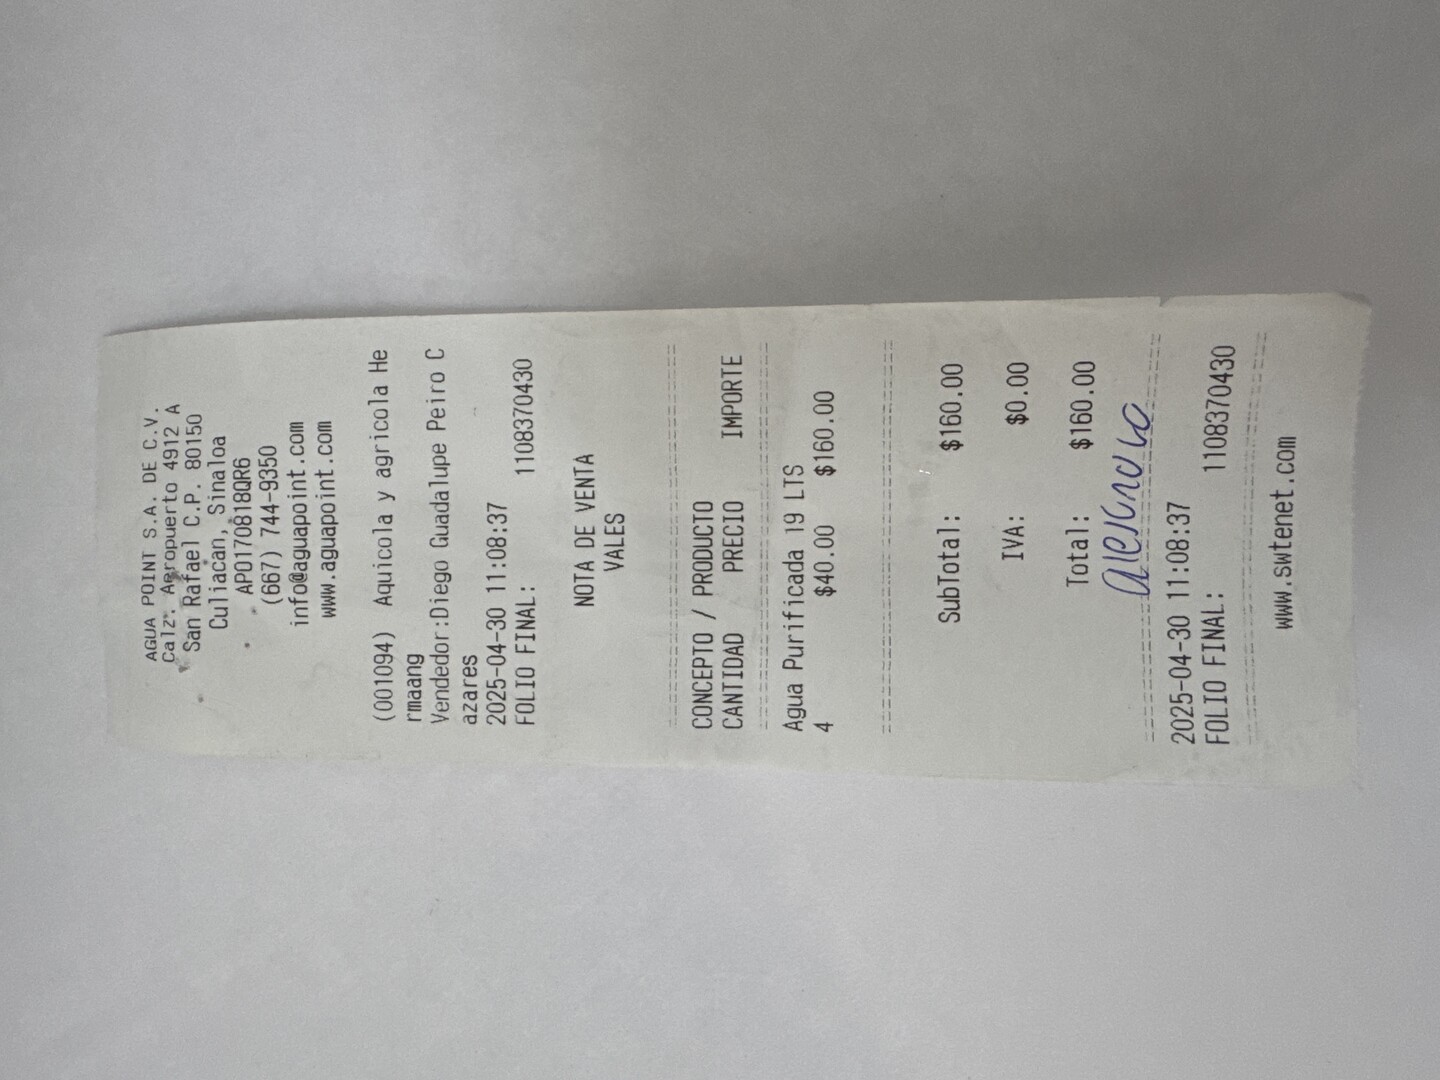 AGUA POINT S.A. DE C.V.
Calz. Aeropuerto 4912 A
San Rafael C.P. 80150
Culiacan, Sinaloa
APO170818QR6
(667) 744-9350
info@aguapoint.com
www.aguapoint.com
(001094) Aquicola y agricola He
rmaang
Vendedor:Diego Guadalupe Peiro C
azares
2025-04-30 11:08:37
FOLIO FINAL: 1108370430
NOTA DE VENTA
VALES
CONCEPTO / PRODUCTO
CANTIDAD PRECIO IMPORTE
Agua Purificada 19 LTS
4 $40.00 $160.00
SubTotal: $160.00
IVA: $0.00
Total: $160.00
2025-04-30 11:08:37
FOLIO FINAL: 1108370430
www.swtenet.com